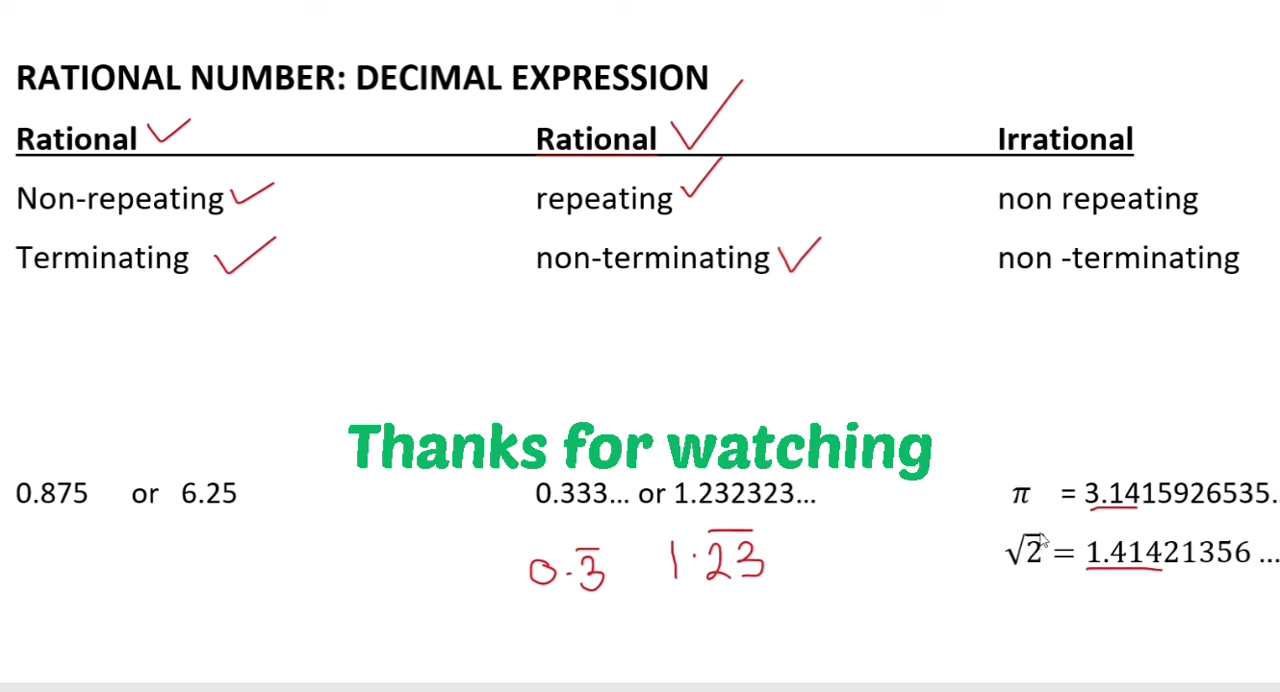 RATIONAL NUMBER: DECIMAL EXPRESSION
Rational Rational Irrational
Non-repeating repeating non repeating
Terminating non-terminating non -terminating
Thanks for watching
0.875 or 6.25 0.333... or 1.232323... π = 3.1415926535..
√2 = 1.41421356 ...
0.3̅ 1.2̅3̅